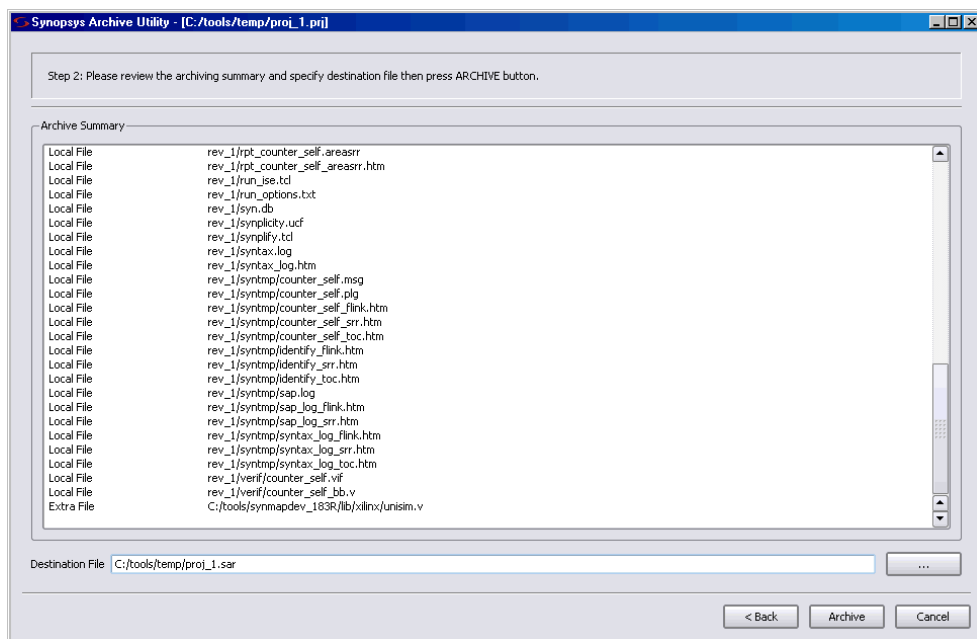 Synopsys Archive Utility - [C:/tools/temp/proj_1.prj]
Step 2: Please review the archiving summary and specify destination file then press ARCHIVE button.
Archive Summary
Local File rev_1/rpt_counter_self.areasrr
Local File rev_1/rpt_counter_self_areasrr.htm
Local File rev_1/run_ise.tcl
Local File rev_1/run_options.txt
Local File rev_1/syn.db
Local File rev_1/synplicity.ucf
Local File rev_1/synplify.tcl
Local File rev_1/syntax.log
Local File rev_1/syntax_log.htm
Local File rev_1/syntmp/counter_self.msg
Local File rev_1/syntmp/counter_self.plg
Local File rev_1/syntmp/counter_self_flink.htm
Local File rev_1/syntmp/counter_self_srr.htm
Local File rev_1/syntmp/counter_self_toc.htm
Local File rev_1/syntmp/identify_flink.htm
Local File rev_1/syntmp/identify_srr.htm
Local File rev_1/syntmp/identify_toc.htm
Local File rev_1/syntmp/sap.log
Local File rev_1/syntmp/sap_log_flink.htm
Local File rev_1/syntmp/sap_log_srr.htm
Local File rev_1/syntmp/syntax_log_flink.htm
Local File rev_1/syntmp/syntax_log_srr.htm
Local File rev_1/syntmp/syntax_log_toc.htm
Local File rev_1/verif/counter_self.vif
Local File rev_1/verif/counter_self_bb.v
Extra File C:/tools/synmapdev_183R/lib/xilinx/unisim.v
Destination File C:/tools/temp/proj_1.sar ...
< Back Archive Cancel